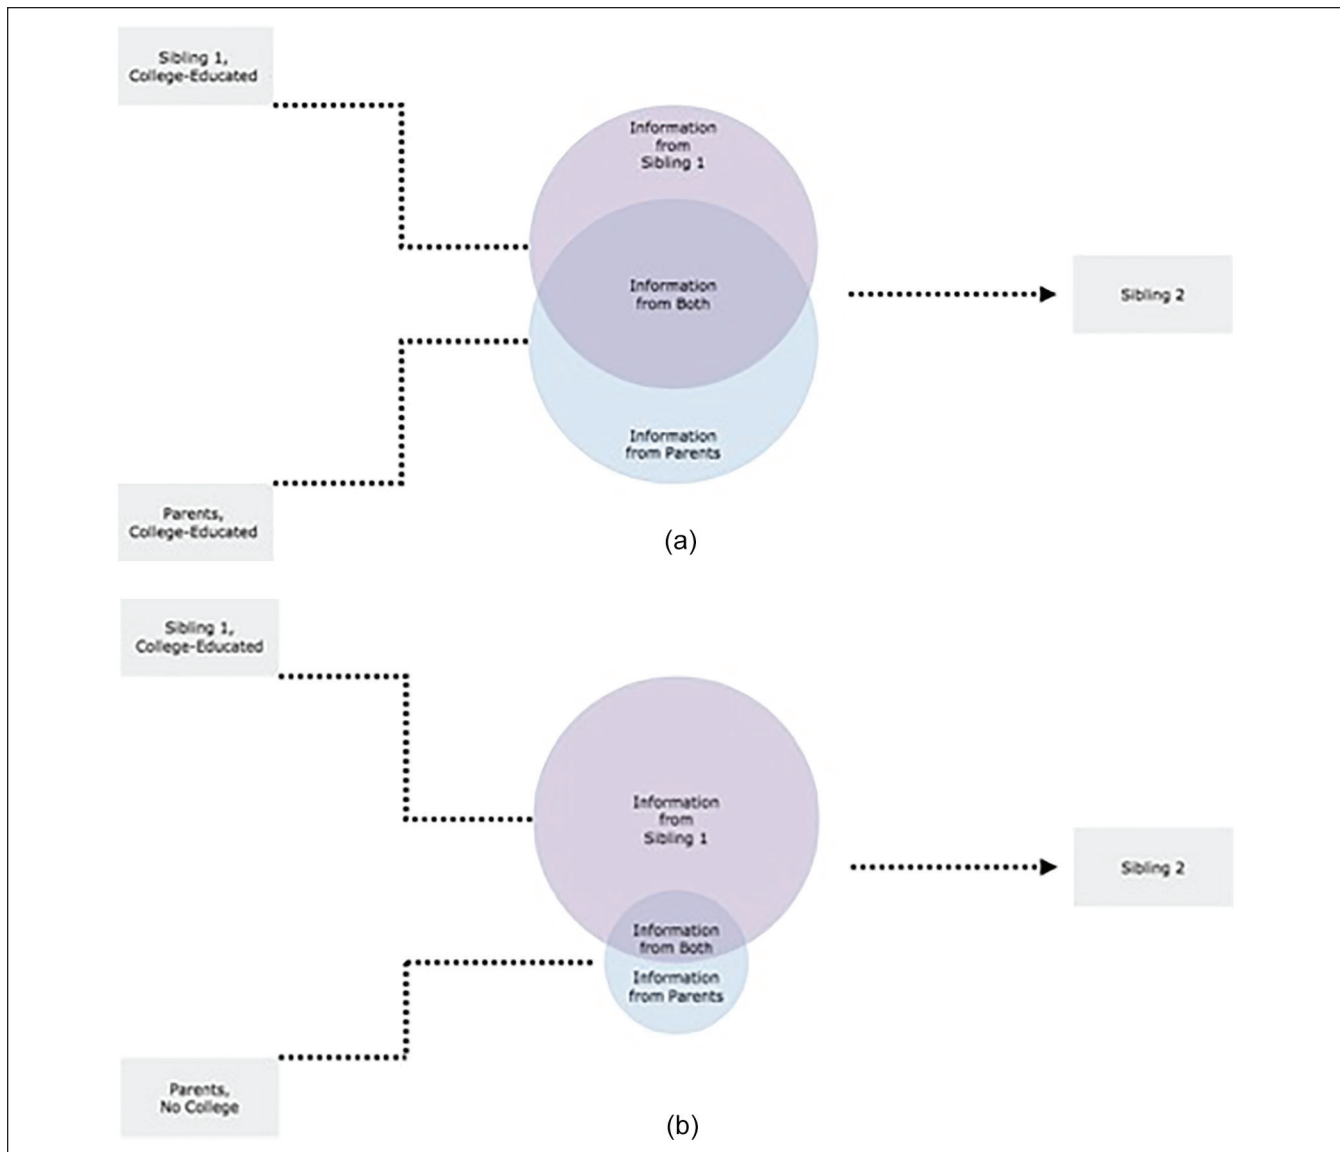 Sibling 1,
College-Educated
Information
from
Sibling 1
Information
from Both
Sibling 2
Information
from Parents
Parents,
College-Educated
(a)
Sibling 1,
College-Educated
Information
from
Sibling 1
Sibling 2
Information
from Both
Information
from Parents
Parents,
No College
(b)